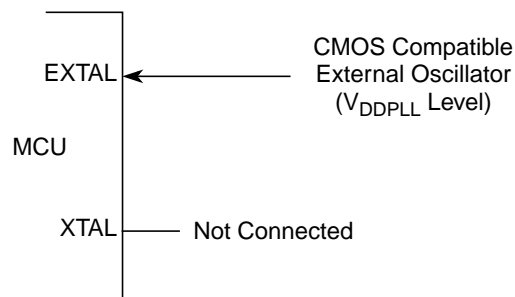 CMOS Compatible
External Oscillator
(VDDPLL Level)
EXTAL
MCU
XTAL
Not Connected